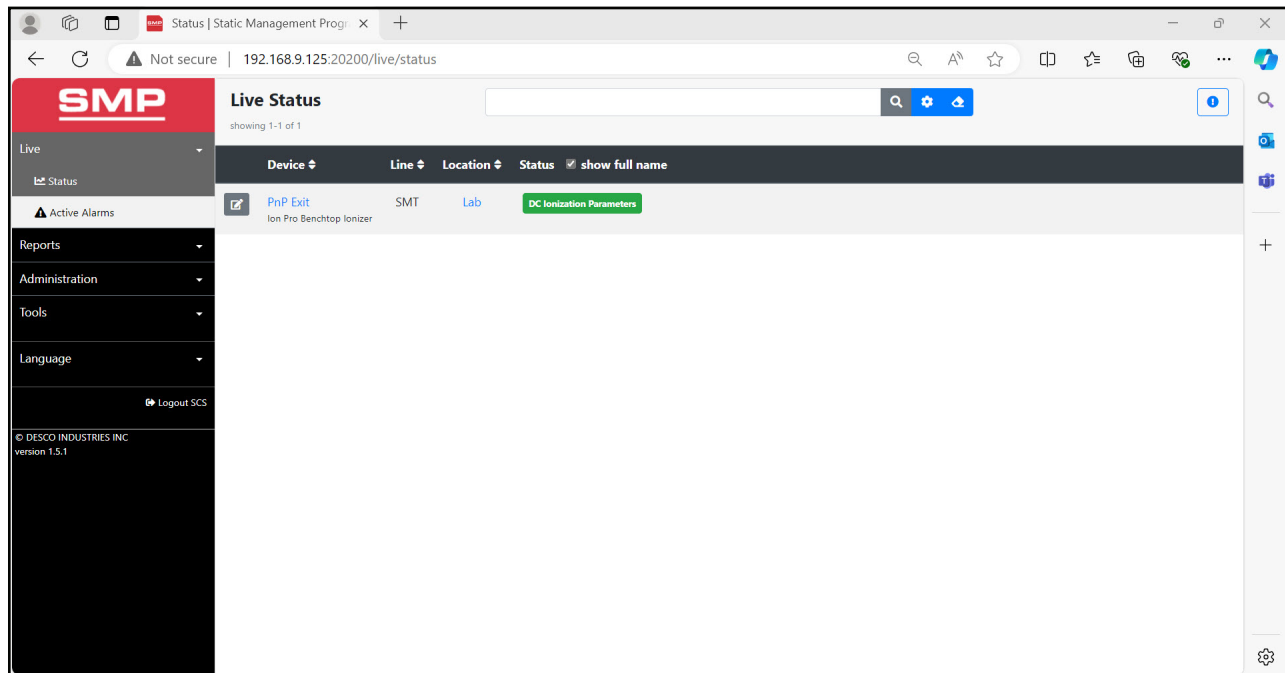 SMP Status | Static Management Progr
Not secure | 192.168.9.125:20200/live/status
SMP
Live
Status
Active Alarms
Reports
Administration
Tools
Language
Logout SCS
© DESCO INDUSTRIES INC
version 1.5.1
Live Status
showing 1-1 of 1
Device Line Location Status show full name
PnP Exit SMT Lab DC Ionization Parameters
Ion Pro Benchtop Ionizer